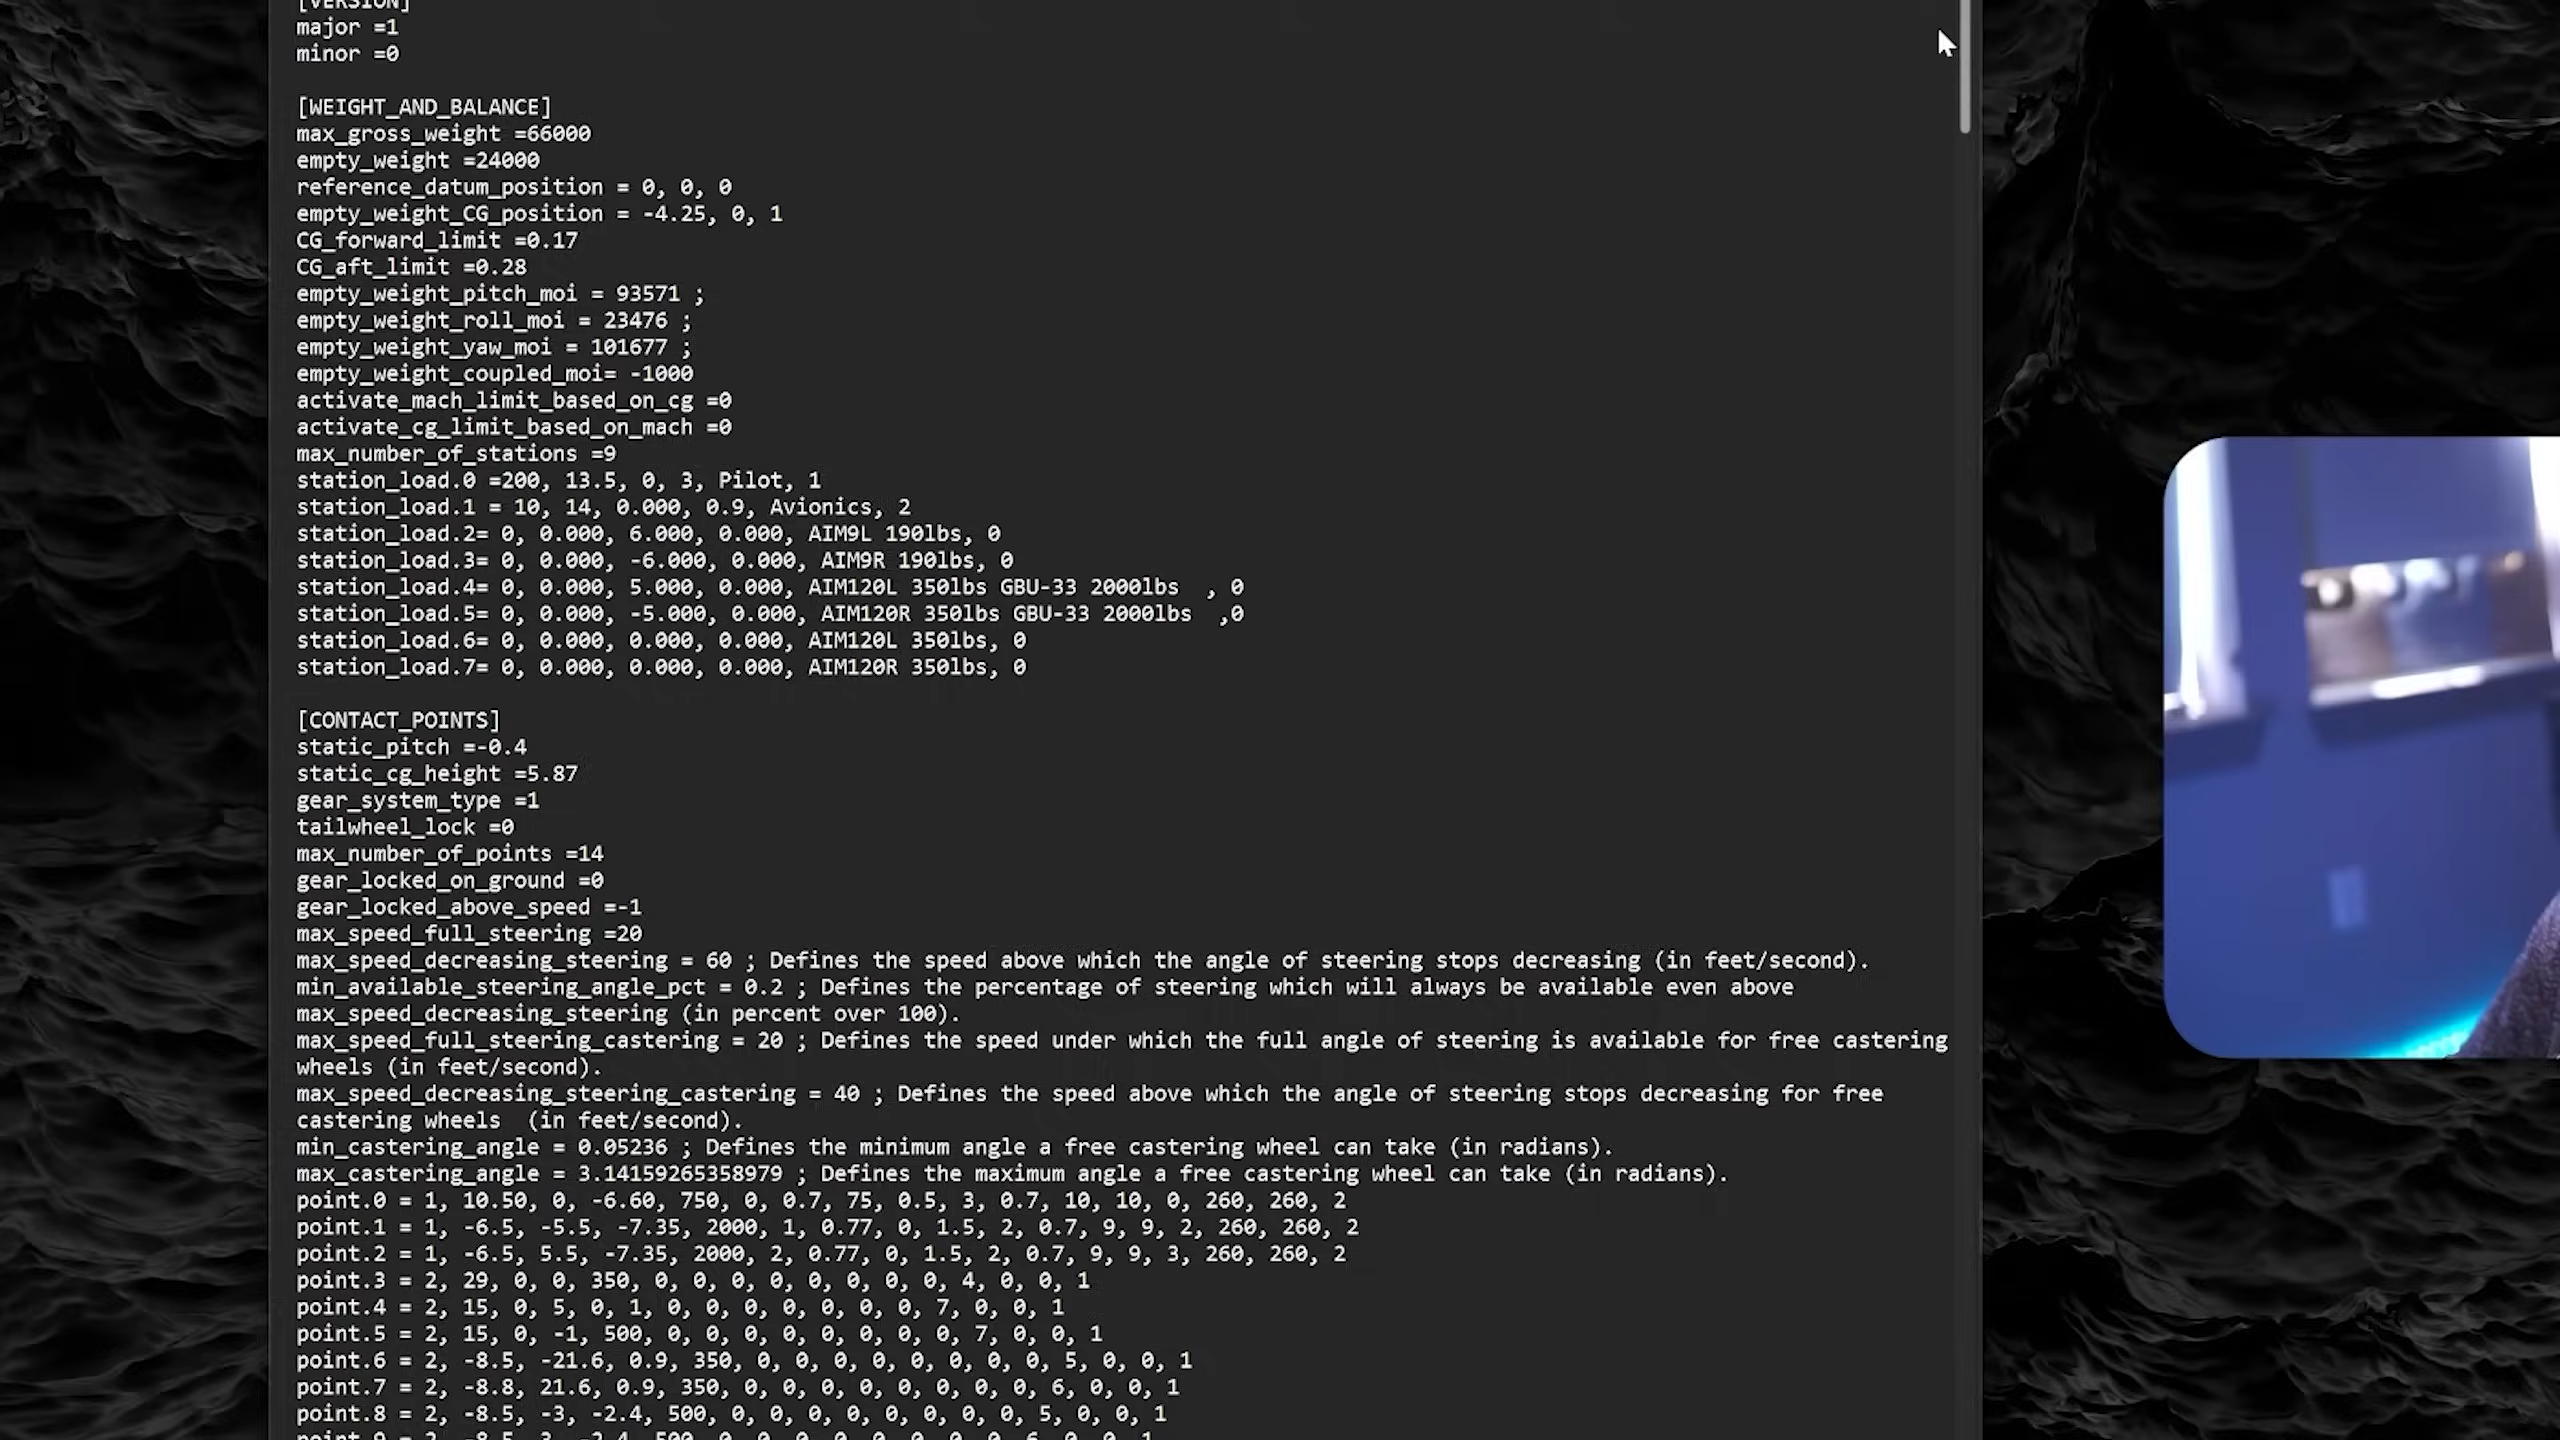 [VERSION]
major =1
minor =0
[WEIGHT_AND_BALANCE]
max_gross_weight =66000
empty_weight =24000
reference_datum_position = 0, 0, 0
empty_weight_CG_position = -4.25, 0, 1
CG_forward_limit =0.17
CG_aft_limit =0.28
empty_weight_pitch_moi = 93571 ;
empty_weight_roll_moi = 23476 ;
empty_weight_yaw_moi = 101677 ;
empty_weight_coupled_moi= -1000
activate_mach_limit_based_on_cg =0
activate_cg_limit_based_on_mach =0
max_number_of_stations =9
station_load.0 =200, 13.5, 0, 3, Pilot, 1
station_load.1 = 10, 14, 0.000, 0.9, Avionics, 2
station_load.2= 0, 0.000, 6.000, 0.000, AIM9L 190lbs, 0
station_load.3= 0, 0.000, -6.000, 0.000, AIM9R 190lbs, 0
station_load.4= 0, 0.000, 5.000, 0.000, AIM120L 350lbs GBU-33 2000lbs  , 0
station_load.5= 0, 0.000, -5.000, 0.000, AIM120R 350lbs GBU-33 2000lbs  ,0
station_load.6= 0, 0.000, 0.000, 0.000, AIM120L 350lbs, 0
station_load.7= 0, 0.000, 0.000, 0.000, AIM120R 350lbs, 0
[CONTACT_POINTS]
static_pitch =-0.4
static_cg_height =5.87
gear_system_type =1
tailwheel_lock =0
max_number_of_points =14
gear_locked_on_ground =0
gear_locked_above_speed =-1
max_speed_full_steering =20
max_speed_decreasing_steering = 60 ; Defines the speed above which the angle of steering stops decreasing (in feet/second).
min_available_steering_angle_pct = 0.2 ; Defines the percentage of steering which will always be available even above
max_speed_decreasing_steering (in percent over 100).
max_speed_full_steering_castering = 20 ; Defines the speed under which the full angle of steering is available for free castering
wheels (in feet/second).
max_speed_decreasing_steering_castering = 40 ; Defines the speed above which the angle of steering stops decreasing for free
castering wheels  (in feet/second).
min_castering_angle = 0.05236 ; Defines the minimum angle a free castering wheel can take (in radians).
max_castering_angle = 3.14159265358979 ; Defines the maximum angle a free castering wheel can take (in radians).
point.0 = 1, 10.50, 0, -6.60, 750, 0, 0.7, 75, 0.5, 3, 0.7, 10, 10, 0, 260, 260, 2
point.1 = 1, -6.5, -5.5, -7.35, 2000, 1, 0.77, 0, 1.5, 2, 0.7, 9, 9, 2, 260, 260, 2
point.2 = 1, -6.5, 5.5, -7.35, 2000, 2, 0.77, 0, 1.5, 2, 0.7, 9, 9, 3, 260, 260, 2
point.3 = 2, 29, 0, 0, 350, 0, 0, 0, 0, 0, 0, 0, 0, 4, 0, 0, 1
point.4 = 2, 15, 0, 5, 0, 1, 0, 0, 0, 0, 0, 0, 0, 7, 0, 0, 1
point.5 = 2, 15, 0, -1, 500, 0, 0, 0, 0, 0, 0, 0, 0, 7, 0, 0, 1
point.6 = 2, -8.5, -21.6, 0.9, 350, 0, 0, 0, 0, 0, 0, 0, 0, 5, 0, 0, 1
point.7 = 2, -8.8, 21.6, 0.9, 350, 0, 0, 0, 0, 0, 0, 0, 0, 6, 0, 0, 1
point.8 = 2, -8.5, -3, -2.4, 500, 0, 0, 0, 0, 0, 0, 0, 0, 5, 0, 0, 1
point.9 = 2, -8.5, 3, -2.4, 500, 0, 0, 0, 0, 0, 0, 0, 0, 6, 0, 0, 1